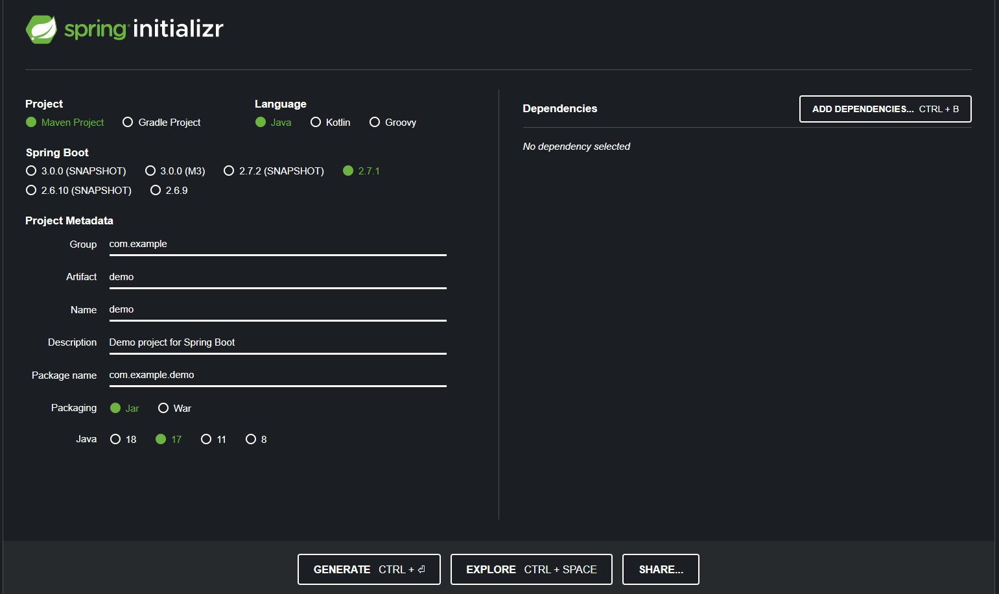 spring initializr
Project
Maven Project Gradle Project
Language
Java Kotlin Groovy
Spring Boot
3.0.0 (SNAPSHOT) 3.0.0 (M3) 2.7.2 (SNAPSHOT) 2.7.1
2.6.10 (SNAPSHOT) 2.6.9
Project Metadata
Group com.example
Artifact demo
Name demo
Description Demo project for Spring Boot
Package name com.example.demo
Packaging Jar War
Java 18 17 11 8
Dependencies ADD DEPENDENCIES... CTRL + B
No dependency selected
GENERATE CTRL + ⏎ EXPLORE CTRL + SPACE SHARE...